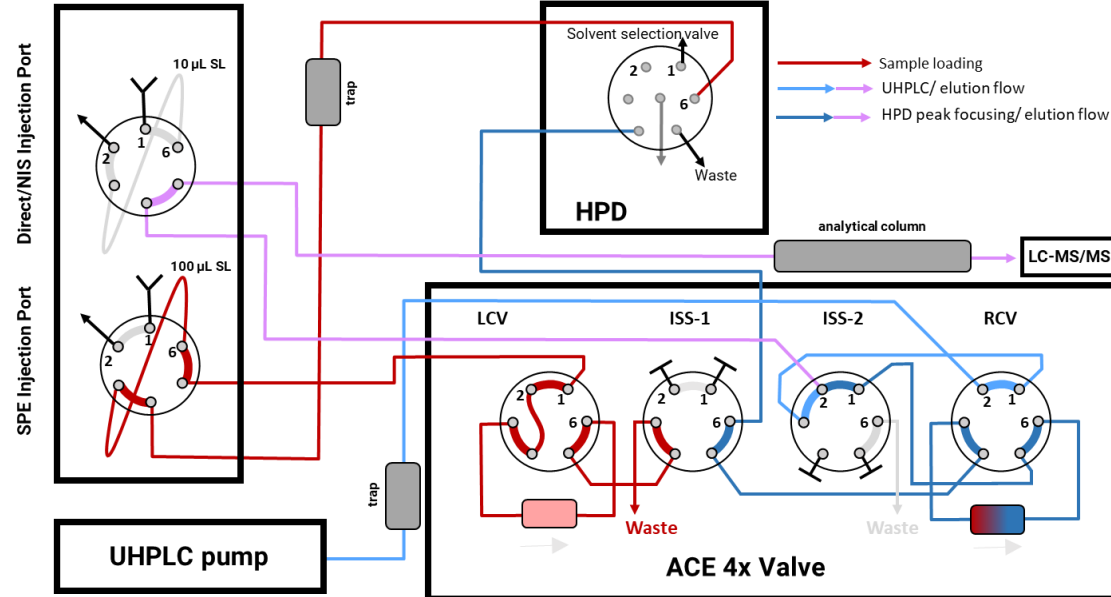 Direct/NIS Injection Port
10 µL SL
1
2
6
trap
Solvent selection valve
2
1
6
Waste
HPD
Sample loading
UHPLC/ elution flow
HPD peak focusing/ elution flow
analytical column
LC-MS/MS
SPE Injection Port
100 µL SL
1
2
6
LCV
ISS-1
ISS-2
RCV
2
1
6
2
1
6
2
1
6
2
1
6
trap
Waste
Waste
UHPLC pump
ACE 4x Valve